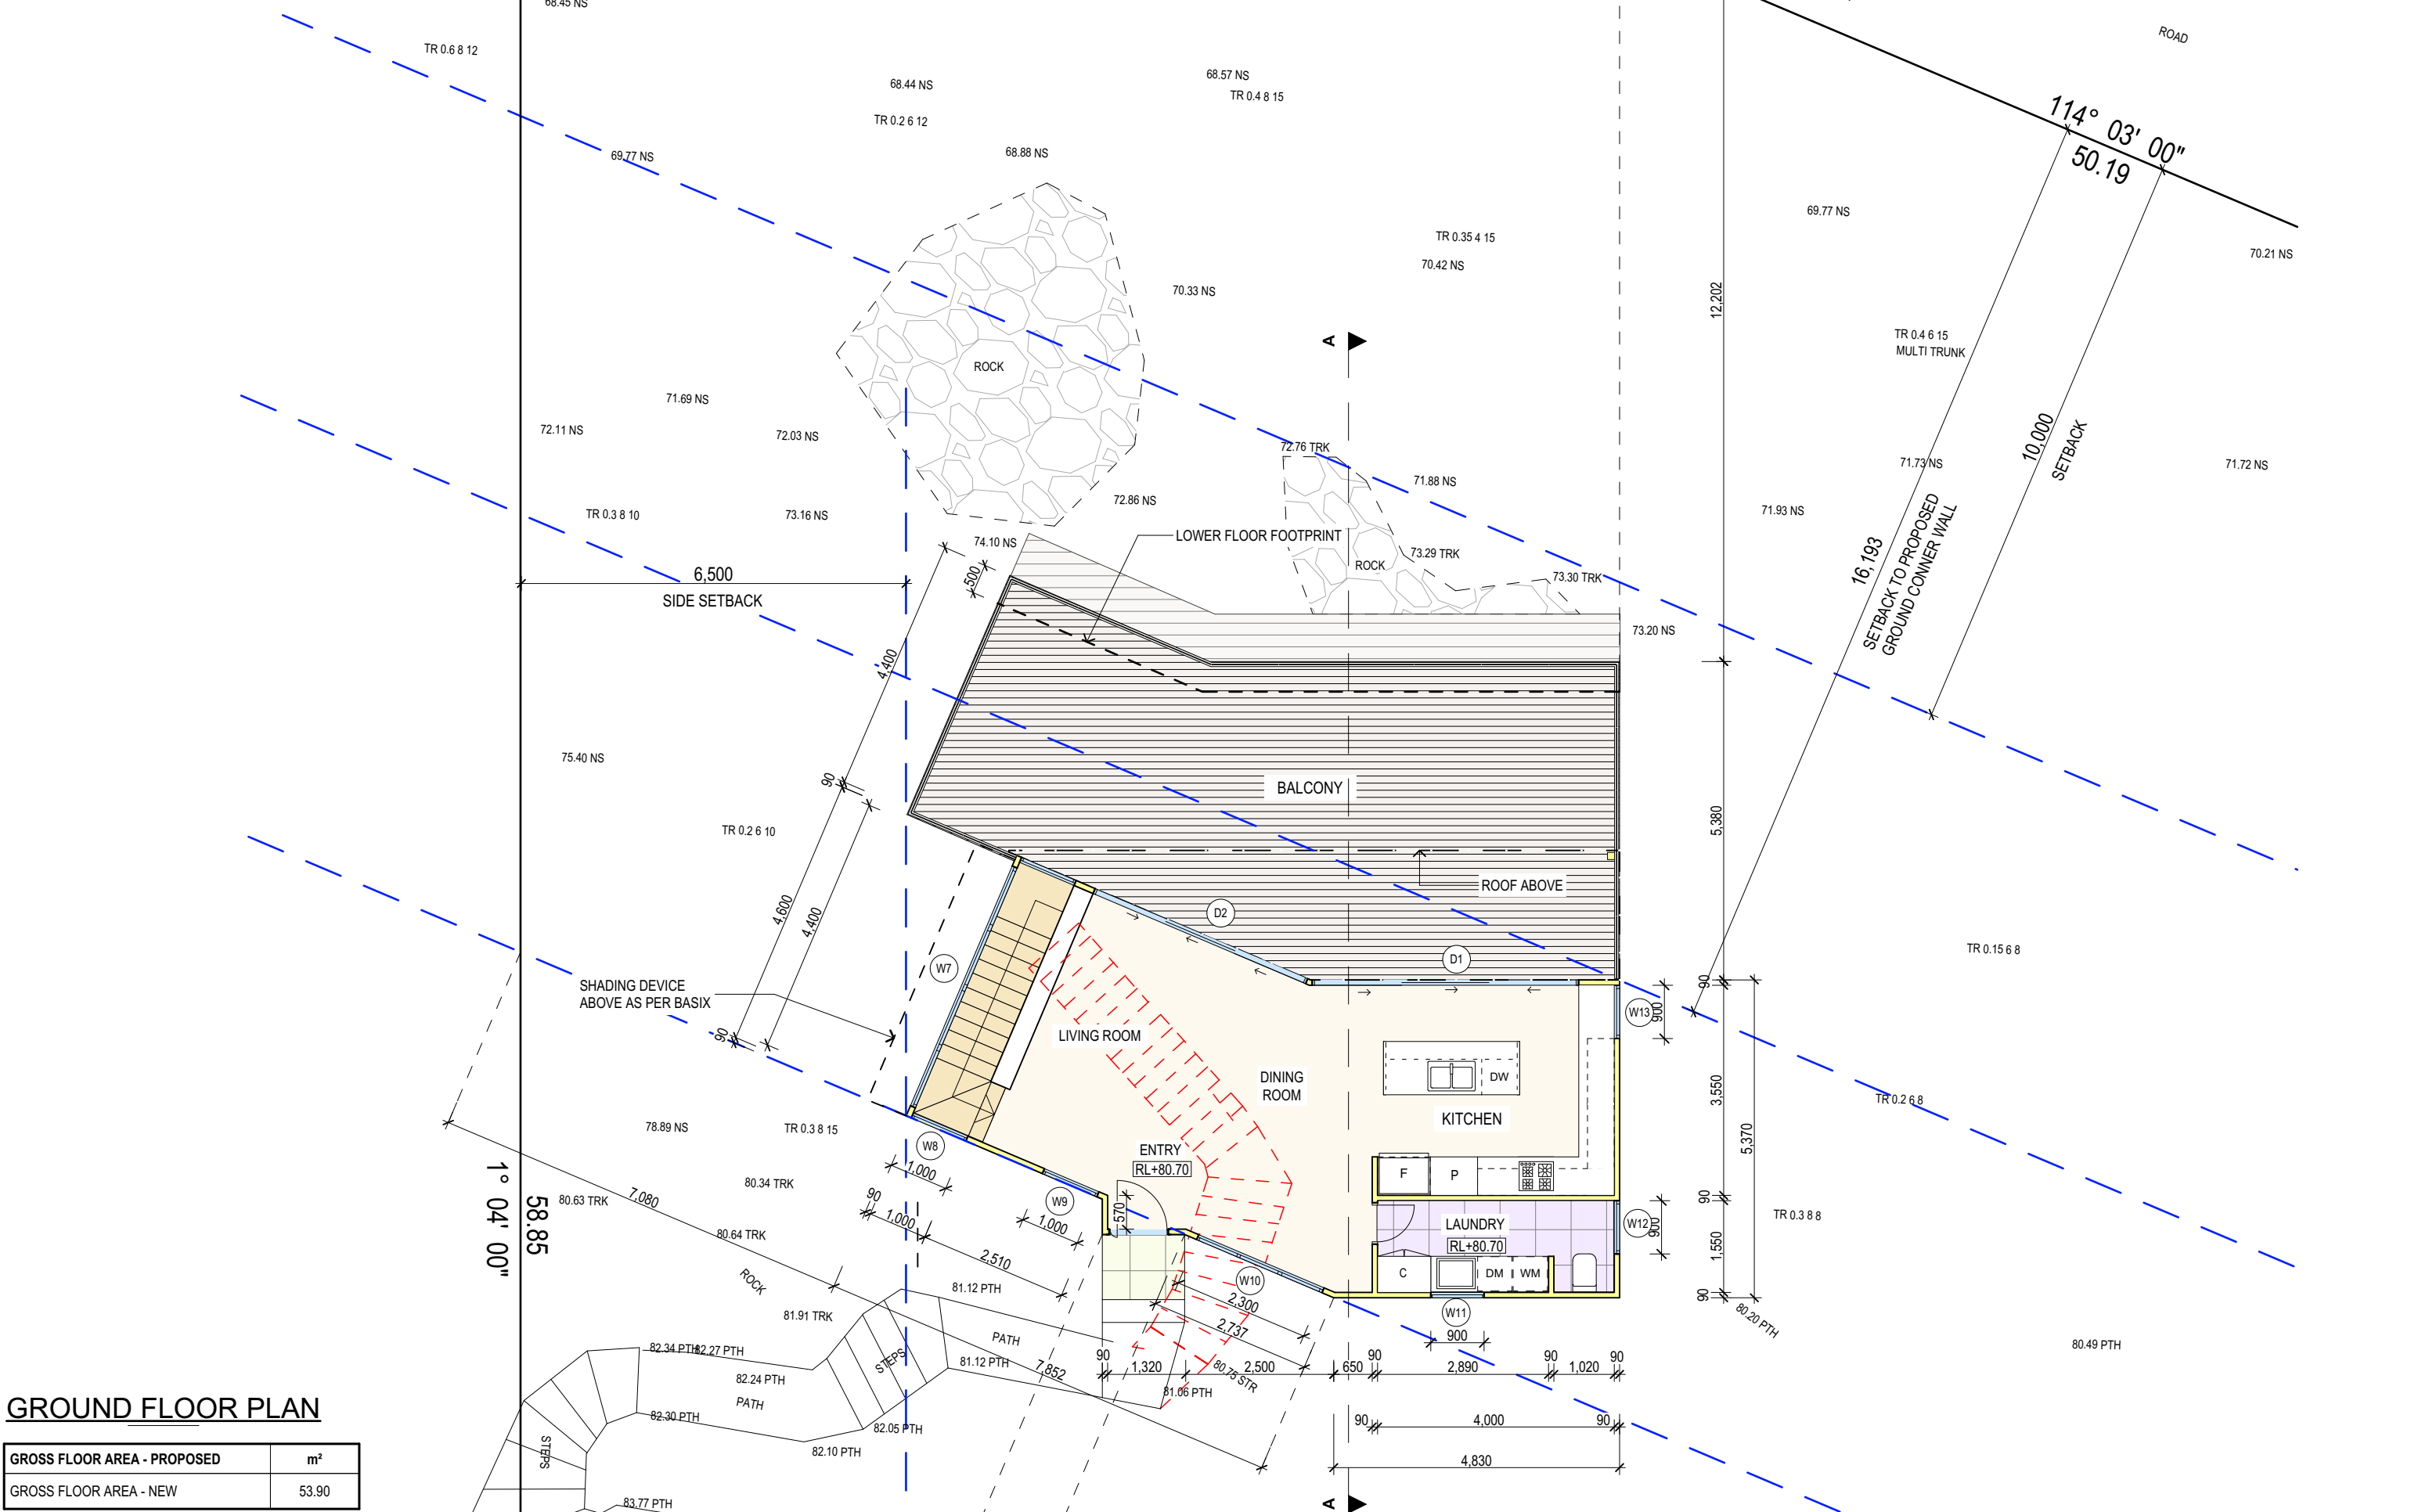 68.45 NS
TR 0.6 8 12
68.44 NS
68.57 NS
TR 0.4 8 15
TR 0.2 6 12
69.77 NS
68.88 NS
ROAD
114° 03' 00"
50.19
69.77 NS
70.21 NS
TR 0.35 4 15
70.42 NS
70.33 NS
12,202
A
TR 0.4 6 15
MULTI TRUNK
ROCK
71.69 NS
72.11 NS
72.03 NS
72.76 TRK
71.88 NS
10,000
SETBACK
71.73 NS
71.72 NS
72.86 NS
71.93 NS
TR 0.3 8 10
73.16 NS
74.10 NS
LOWER FLOOR FOOTPRINT
73.29 TRK
ROCK
73.30 TRK
16,193
SETBACK TO PROPOSED
GROUND CONNER WALL
6,500
SIDE SETBACK
500
73.20 NS
4,400
75.40 NS
90
BALCONY
5,380
TR 0.2 6 10
ROOF ABOVE
4,600
4,400
D2
D1
W7
TR 0.15 6 8
SHADING DEVICE
ABOVE AS PER BASIX
90
90
W13
900
LIVING ROOM
DINING
ROOM
DW
KITCHEN
3,550
TR 0.2 6 8
5,370
78.89 NS
TR 0.3 8 15
W8
ENTRY
RL+80.70
F
P
1,000
W9
90
80.34 TRK
80.63 TRK
7,080
1° 04' 00"
58.85
90
1,000
1,000
570
LAUNDRY
RL+80.70
W12
900
1,550
TR 0.3 8 8
80.64 TRK
2,510
W10
C
DM
WM
ROCK
81.12 PTH
2,300
2,737
W11
900
90
80.20 PTH
81.91 TRK
PATH
80.49 PTH
82.34 PTH
82.27 PTH
STEPS
81.12 PTH
7,852
90
1,320
2,500
650
90
2,890
90
1,020
90
82.24 PTH
80.75 STR
81.06 PTH
PATH
GROUND FLOOR PLAN
82.30 PTH
82.05 PTH
90
4,000
90
STEPS
82.10 PTH
4,830
GROSS FLOOR AREA - PROPOSED m²
GROSS FLOOR AREA - NEW 53.90
83.77 PTH
A